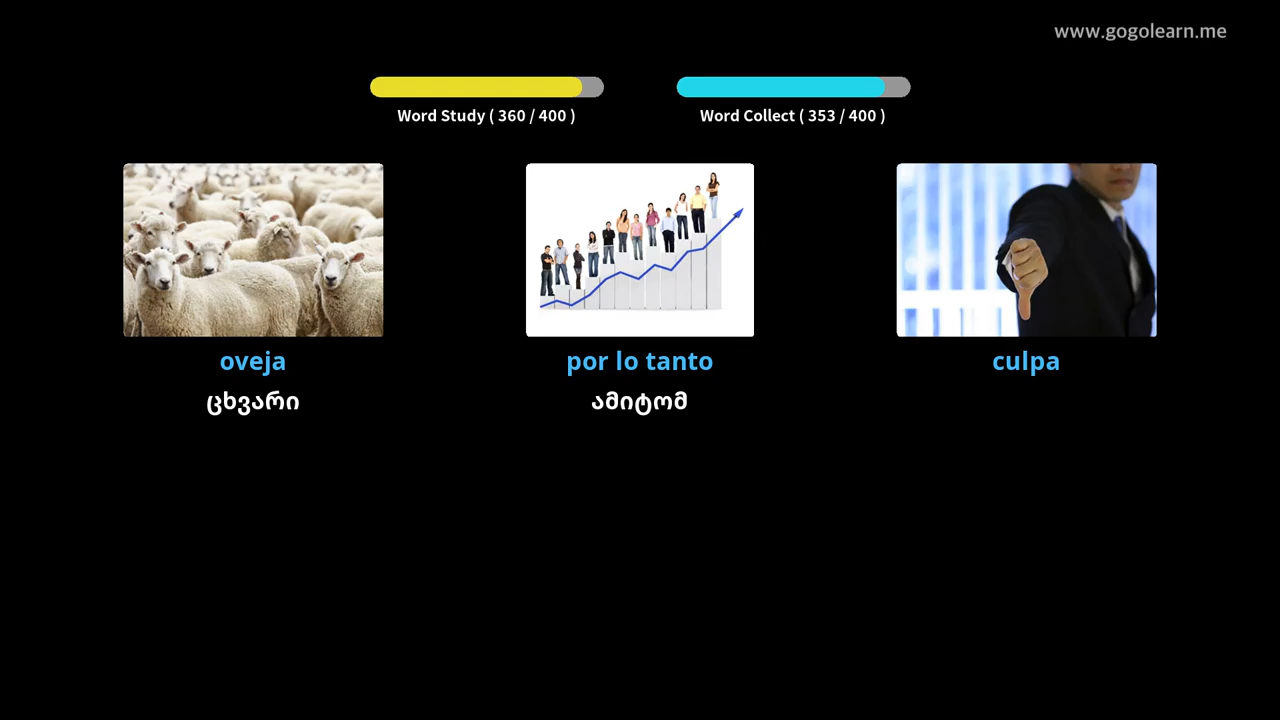 www.gogolearn.me
Word Study ( 360 / 400 )
Word Collect ( 353 / 400 )
oveja
por lo tanto
culpa
ცხვარი
ამიტომ